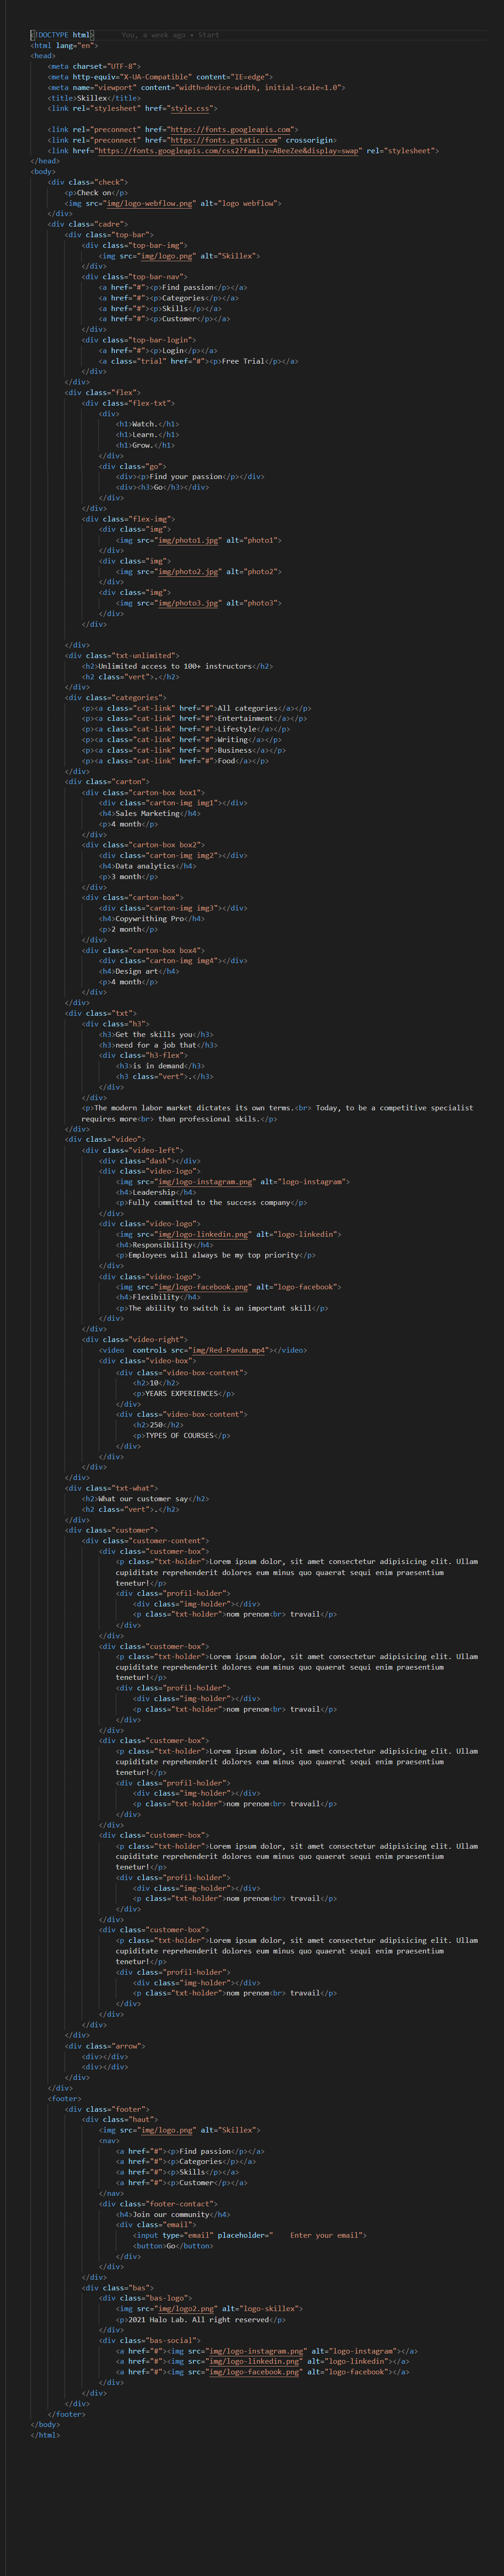 <!DOCTYPE html>    You, a week ago • Start
<html lang="en">
<head>
    <meta charset="UTF-8">
    <meta http-equiv="X-UA-Compatible" content="IE=edge">
    <meta name="viewport" content="width=device-width, initial-scale=1.0">
    <title>Skillex</title>
    <link rel="stylesheet" href="style.css">

    <link rel="preconnect" href="https://fonts.googleapis.com">
    <link rel="preconnect" href="https://fonts.gstatic.com" crossorigin>
    <link href="https://fonts.googleapis.com/css2?family=ABeeZee&display=swap" rel="stylesheet">
</head>
<body>
    <div class="check">
        <p>Check on</p>
        <img src="img/logo-webflow.png" alt="logo webflow">
    </div>
    <div class="cadre">
        <div class="top-bar">
            <div class="top-bar-img">
                <img src="img/logo.png" alt="Skillex">
            </div>
            <div class="top-bar-nav">
                <a href="#"><p>Find passion</p></a>
                <a href="#"><p>Categories</p></a>
                <a href="#"><p>Skills</p></a>
                <a href="#"><p>Customer</p></a>
            </div>
            <div class="top-bar-login">
                <a href="#"><p>Login</p></a>
                <a class="trial" href="#"><p>Free Trial</p></a>
            </div>
        </div>
        <div class="flex">
            <div class="flex-txt">
                <div>
                    <h1>Watch.</h1>
                    <h1>Learn.</h1>
                    <h1>Grow.</h1>
                </div>
                <div class="go">
                    <div><p>Find your passion</p></div>
                    <div><h3>Go</h3></div>
                </div>
            </div>
            <div class="flex-img">
                <div class="img">
                    <img src="img/photo1.jpg" alt="photo1">
                </div>
                <div class="img">
                    <img src="img/photo2.jpg" alt="photo2">
                </div>
                <div class="img">
                    <img src="img/photo3.jpg" alt="photo3">
                </div>
            </div>

        </div>
        <div class="txt-unlimited">
            <h2>Unlimited access to 100+ instructors</h2>
            <h2 class="vert">.</h2>
        </div>
        <div class="categories">
            <p><a class="cat-link" href="#">All categories</a></p>
            <p><a class="cat-link" href="#">Entertainment</a></p>
            <p><a class="cat-link" href="#">Lifestyle</a></p>
            <p><a class="cat-link" href="#">Writing</a></p>
            <p><a class="cat-link" href="#">Business</a></p>
            <p><a class="cat-link" href="#">Food</a></p>
        </div>
        <div class="carton">
            <div class="carton-box box1">
                <div class="carton-img img1"></div>
                <h4>Sales Marketing</h4>
                <p>4 month</p>
            </div>
            <div class="carton-box box2">
                <div class="carton-img img2"></div>
                <h4>Data analytics</h4>
                <p>3 month</p>
            </div>
            <div class="carton-box">
                <div class="carton-img img3"></div>
                <h4>Copywrithing Pro</h4>
                <p>2 month</p>
            </div>
            <div class="carton-box box4">
                <div class="carton-img img4"></div>
                <h4>Design art</h4>
                <p>4 month</p>
            </div>
        </div>
        <div class="txt">
            <div class="h3">
                <h3>Get the skills you</h3>
                <h3>need for a job that</h3>
                <div class="h3-flex">
                    <h3>is in demand</h3>
                    <h3 class="vert">.</h3>
                </div>
            </div>
            <p>The modern labor market dictates its own terms.<br> Today, to be a competitive specialist
            requires more<br> than professional skils.</p>
        </div>
        <div class="video">
            <div class="video-left">
                <div class="dash"></div>
                <div class="video-logo">
                    <img src="img/logo-instagram.png" alt="logo-instagram">
                    <h4>Leadership</h4>
                    <p>Fully committed to the success company</p>
                </div>
                <div class="video-logo">
                    <img src="img/logo-linkedin.png" alt="logo-linkedin">
                    <h4>Responsibility</h4>
                    <p>Employees will always be my top priority</p>
                </div>
                <div class="video-logo">
                    <img src="img/logo-facebook.png" alt="logo-facebook">
                    <h4>Flexibility</h4>
                    <p>The ability to switch is an important skill</p>
                </div>
            </div>
            <div class="video-right">
                <video  controls src="img/Red-Panda.mp4"></video>
                <div class="video-box">
                    <div class="video-box-content">
                        <h2>10</h2>
                        <p>YEARS EXPERIENCES</p>
                    </div>
                    <div class="video-box-content">
                        <h2>250</h2>
                        <p>TYPES OF COURSES</p>
                    </div>
                </div>
            </div>
        </div>
        <div class="txt-what">
            <h2>What our customer say</h2>
            <h2 class="vert">.</h2>
        </div>
        <div class="customer">
            <div class="customer-content">
                <div class="customer-box">
                    <p class="txt-holder">Lorem ipsum dolor, sit amet consectetur adipisicing elit. Ullam
                    cupiditate reprehenderit dolores eum minus quo quaerat sequi enim praesentium
                    tenetur!</p>
                    <div class="profil-holder">
                        <div class="img-holder"></div>
                        <p class="txt-holder">nom prenom<br> travail</p>
                    </div>
                </div>
                <div class="customer-box">
                    <p class="txt-holder">Lorem ipsum dolor, sit amet consectetur adipisicing elit. Ullam
                    cupiditate reprehenderit dolores eum minus quo quaerat sequi enim praesentium
                    tenetur!</p>
                    <div class="profil-holder">
                        <div class="img-holder"></div>
                        <p class="txt-holder">nom prenom<br> travail</p>
                    </div>
                </div>
                <div class="customer-box">
                    <p class="txt-holder">Lorem ipsum dolor, sit amet consectetur adipisicing elit. Ullam
                    cupiditate reprehenderit dolores eum minus quo quaerat sequi enim praesentium
                    tenetur!</p>
                    <div class="profil-holder">
                        <div class="img-holder"></div>
                        <p class="txt-holder">nom prenom<br> travail</p>
                    </div>
                </div>
                <div class="customer-box">
                    <p class="txt-holder">Lorem ipsum dolor, sit amet consectetur adipisicing elit. Ullam
                    cupiditate reprehenderit dolores eum minus quo quaerat sequi enim praesentium
                    tenetur!</p>
                    <div class="profil-holder">
                        <div class="img-holder"></div>
                        <p class="txt-holder">nom prenom<br> travail</p>
                    </div>
                </div>
                <div class="customer-box">
                    <p class="txt-holder">Lorem ipsum dolor, sit amet consectetur adipisicing elit. Ullam
                    cupiditate reprehenderit dolores eum minus quo quaerat sequi enim praesentium
                    tenetur!</p>
                    <div class="profil-holder">
                        <div class="img-holder"></div>
                        <p class="txt-holder">nom prenom<br> travail</p>
                    </div>
                </div>
            </div>
        </div>
        <div class="arrow">
            <div></div>
            <div></div>
        </div>
    </div>
    <footer>
        <div class="footer">
            <div class="haut">
                <img src="img/logo.png" alt="Skillex">
                <nav>
                    <a href="#"><p>Find passion</p></a>
                    <a href="#"><p>Categories</p></a>
                    <a href="#"><p>Skills</p></a>
                    <a href="#"><p>Customer</p></a>
                </nav>
                <div class="footer-contact">
                    <h4>Join our community</h4>
                    <div class="email">
                        <input type="email" placeholder="    Enter your email">
                        <button>Go</button>
                    </div>
                </div>
            </div>
            <div class="bas">
                <div class="bas-logo">
                    <img src="img/logo2.png" alt="logo-skillex">
                    <p>2021 Halo Lab. All right reserved</p>
                </div>
                <div class="bas-social">
                    <a href="#"><img src="img/logo-instagram.png" alt="logo-instagram"></a>
                    <a href="#"><img src="img/logo-linkedin.png" alt="logo-linkedin"></a>
                    <a href="#"><img src="img/logo-facebook.png" alt="logo-facebook"></a>
                </div>
            </div>
        </div>
    </footer>
</body>
</html>